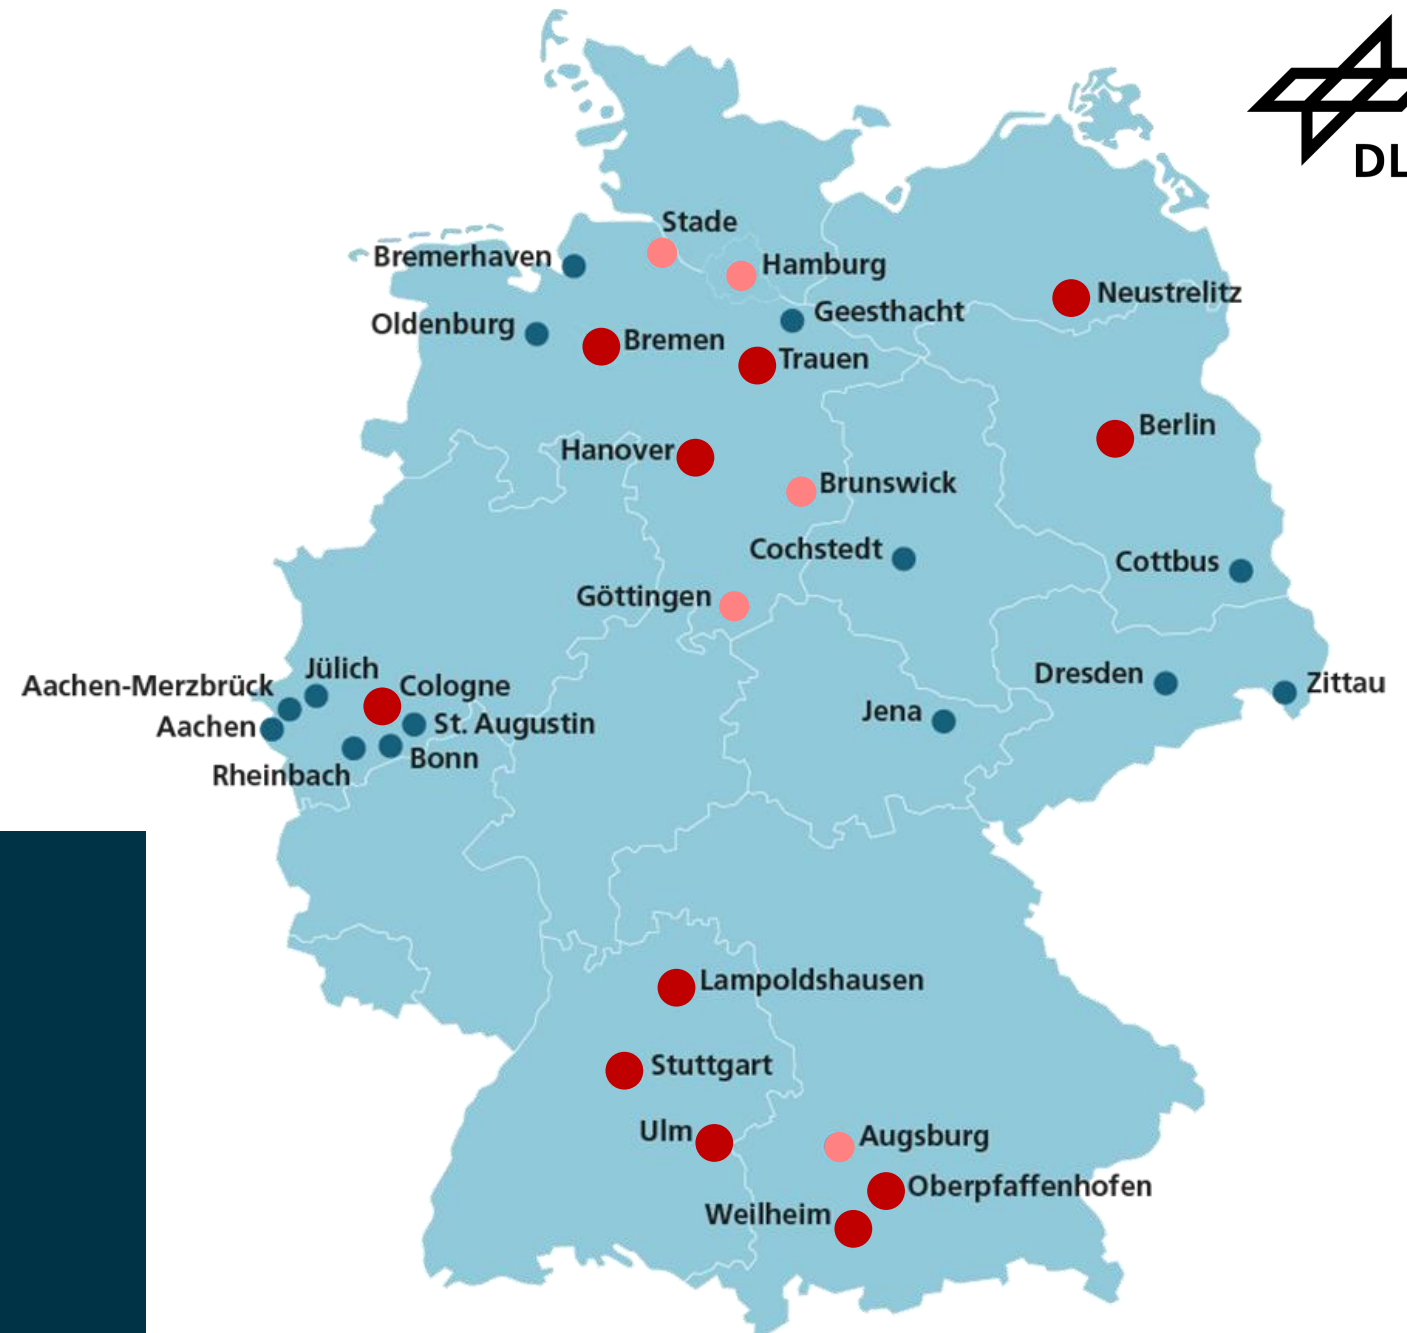 DL
Stade
Bremerhaven
Hamburg
Neustrelitz
Geesthacht
Oldenburg
Bremen
Trauen
Berlin
Hanover
Brunswick
Cochstedt
Cottbus
Göttingen
Jülich
Aachen-Merzbrück
Cologne
Dresden
Zittau
Aachen
St. Augustin
Jena
Bonn
Rheinbach
Lampoldshausen
Stuttgart
Ulm
Augsburg
Oberpfaffenhofen
Weilheim